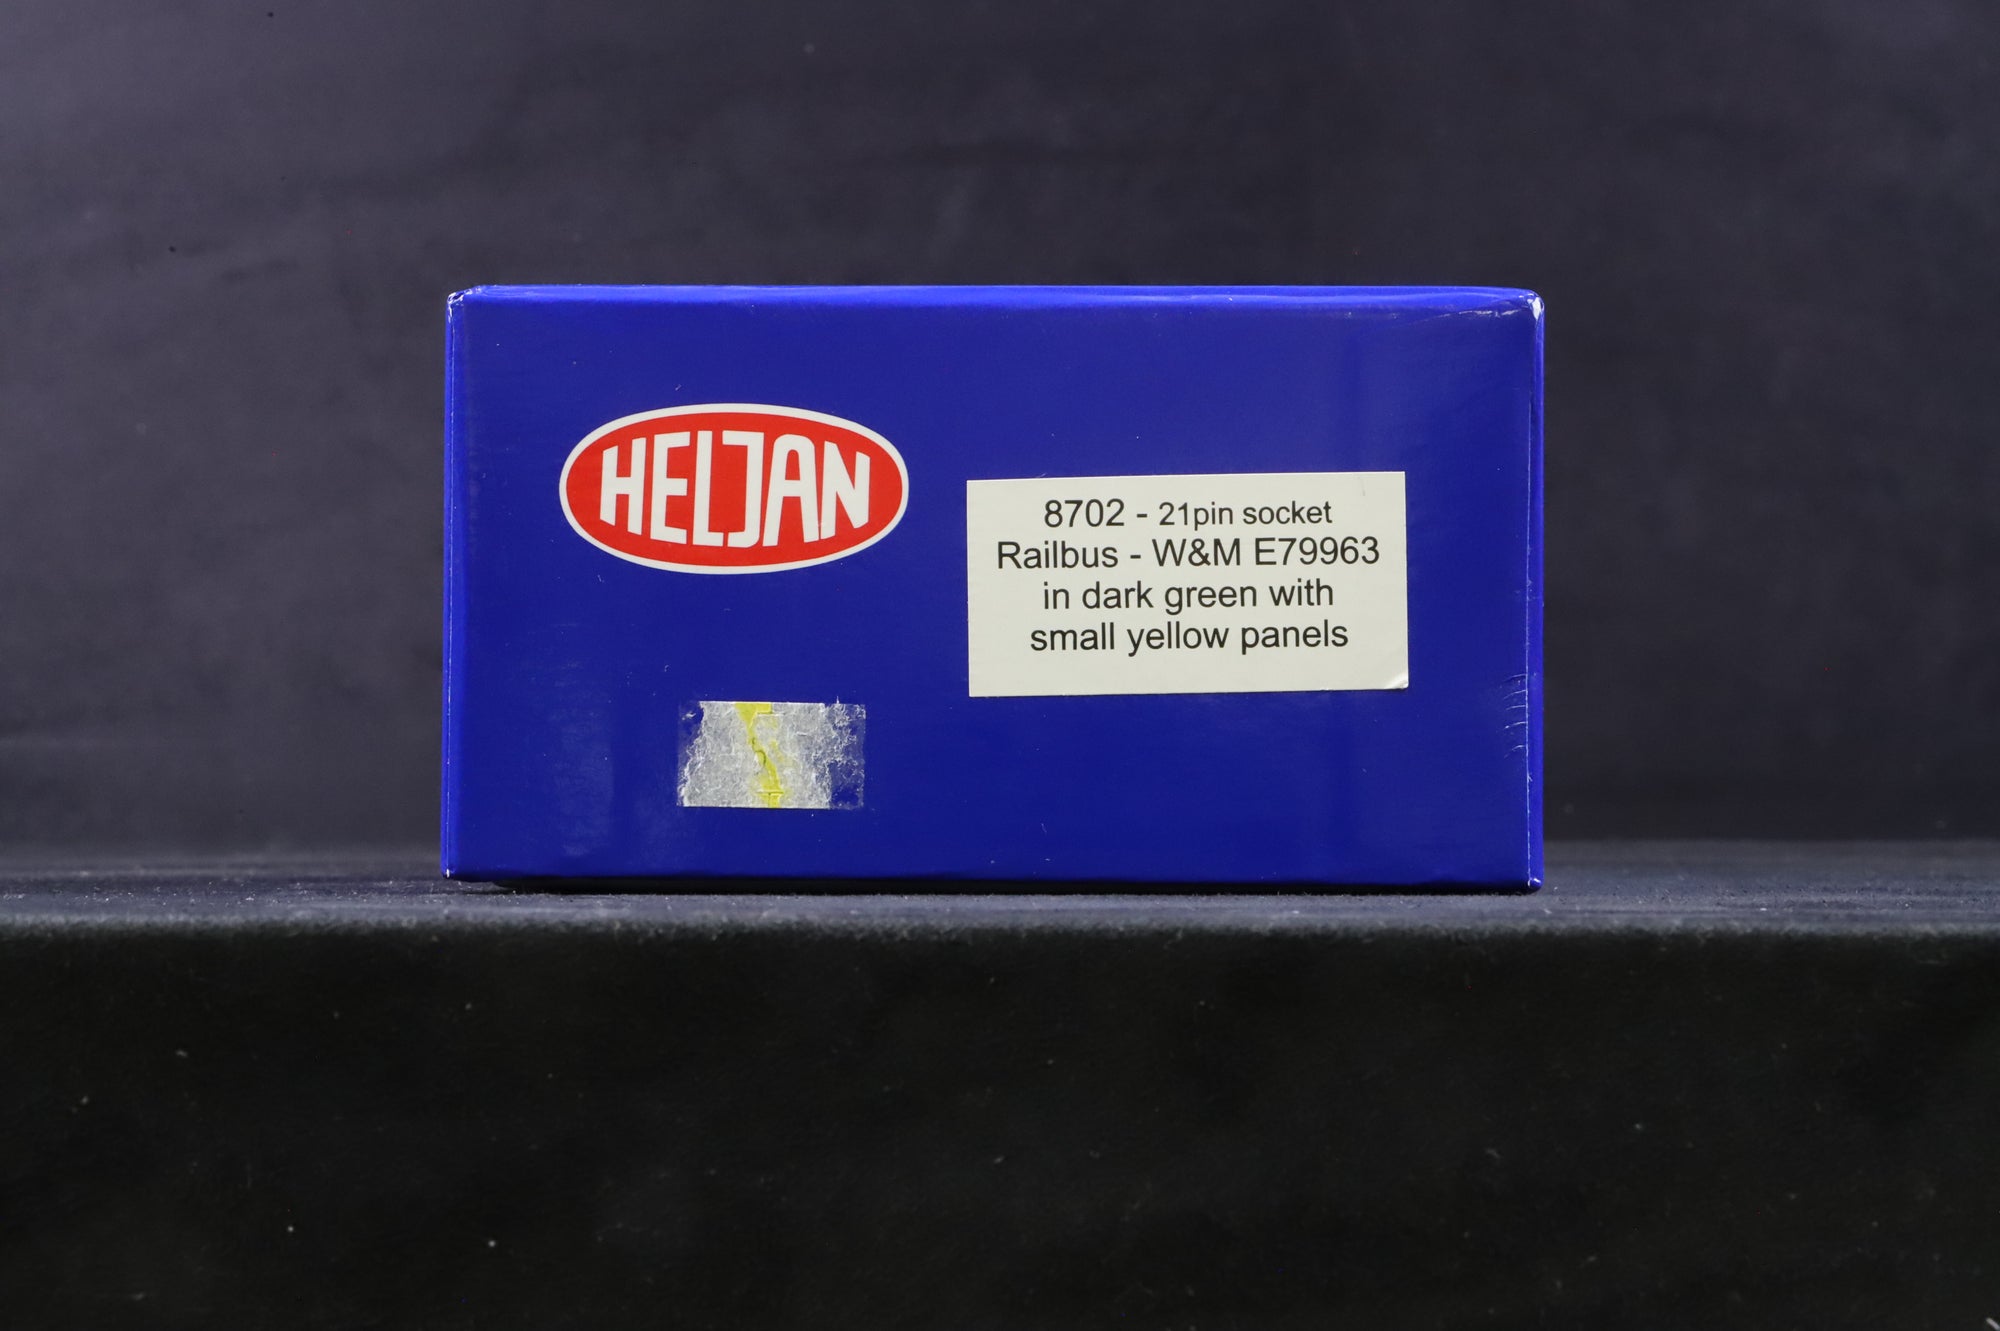 HELJAN
8702 - 21pin socket
Railbus - W&M E79963
in dark green with
small yellow panels